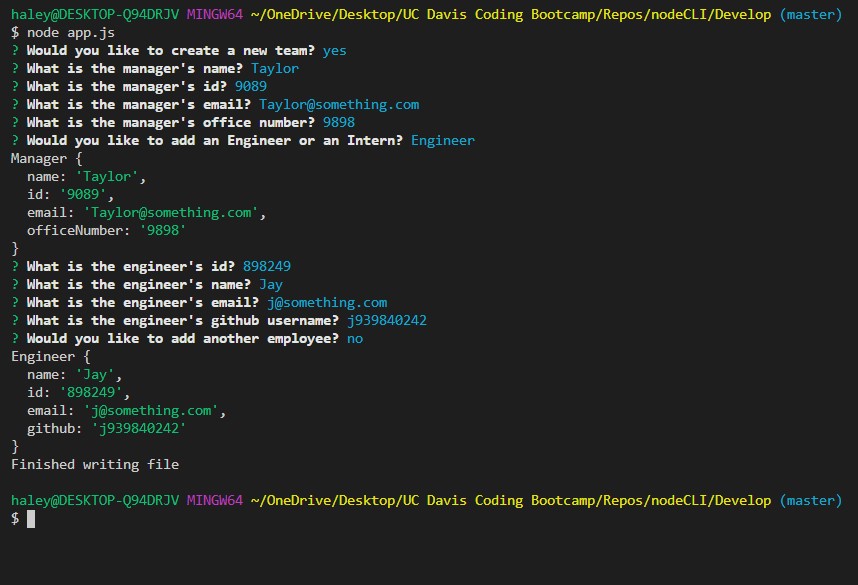 haley@DESKTOP-Q94DRJV MINGW64 ~/OneDrive/Desktop/UC Davis Coding Bootcamp/Repos/nodeCLI/Develop (master)
$ node app.js
? Would you like to create a new team? yes
? What is the manager's name? Taylor
? What is the manager's id? 9089
? What is the manager's email? Taylor@something.com
? What is the manager's office number? 9898
? Would you like to add an Engineer or an Intern? Engineer
Manager {
  name: 'Taylor',
  id: '9089',
  email: 'Taylor@something.com',
  officeNumber: '9898'
}
? What is the engineer's id? 898249
? What is the engineer's name? Jay
? What is the engineer's email? j@something.com
? What is the engineer's github username? j939840242
? Would you like to add another employee? no
Engineer {
  name: 'Jay',
  id: '898249',
  email: 'j@something.com',
  github: 'j939840242'
}
Finished writing file
haley@DESKTOP-Q94DRJV MINGW64 ~/OneDrive/Desktop/UC Davis Coding Bootcamp/Repos/nodeCLI/Develop (master)
$